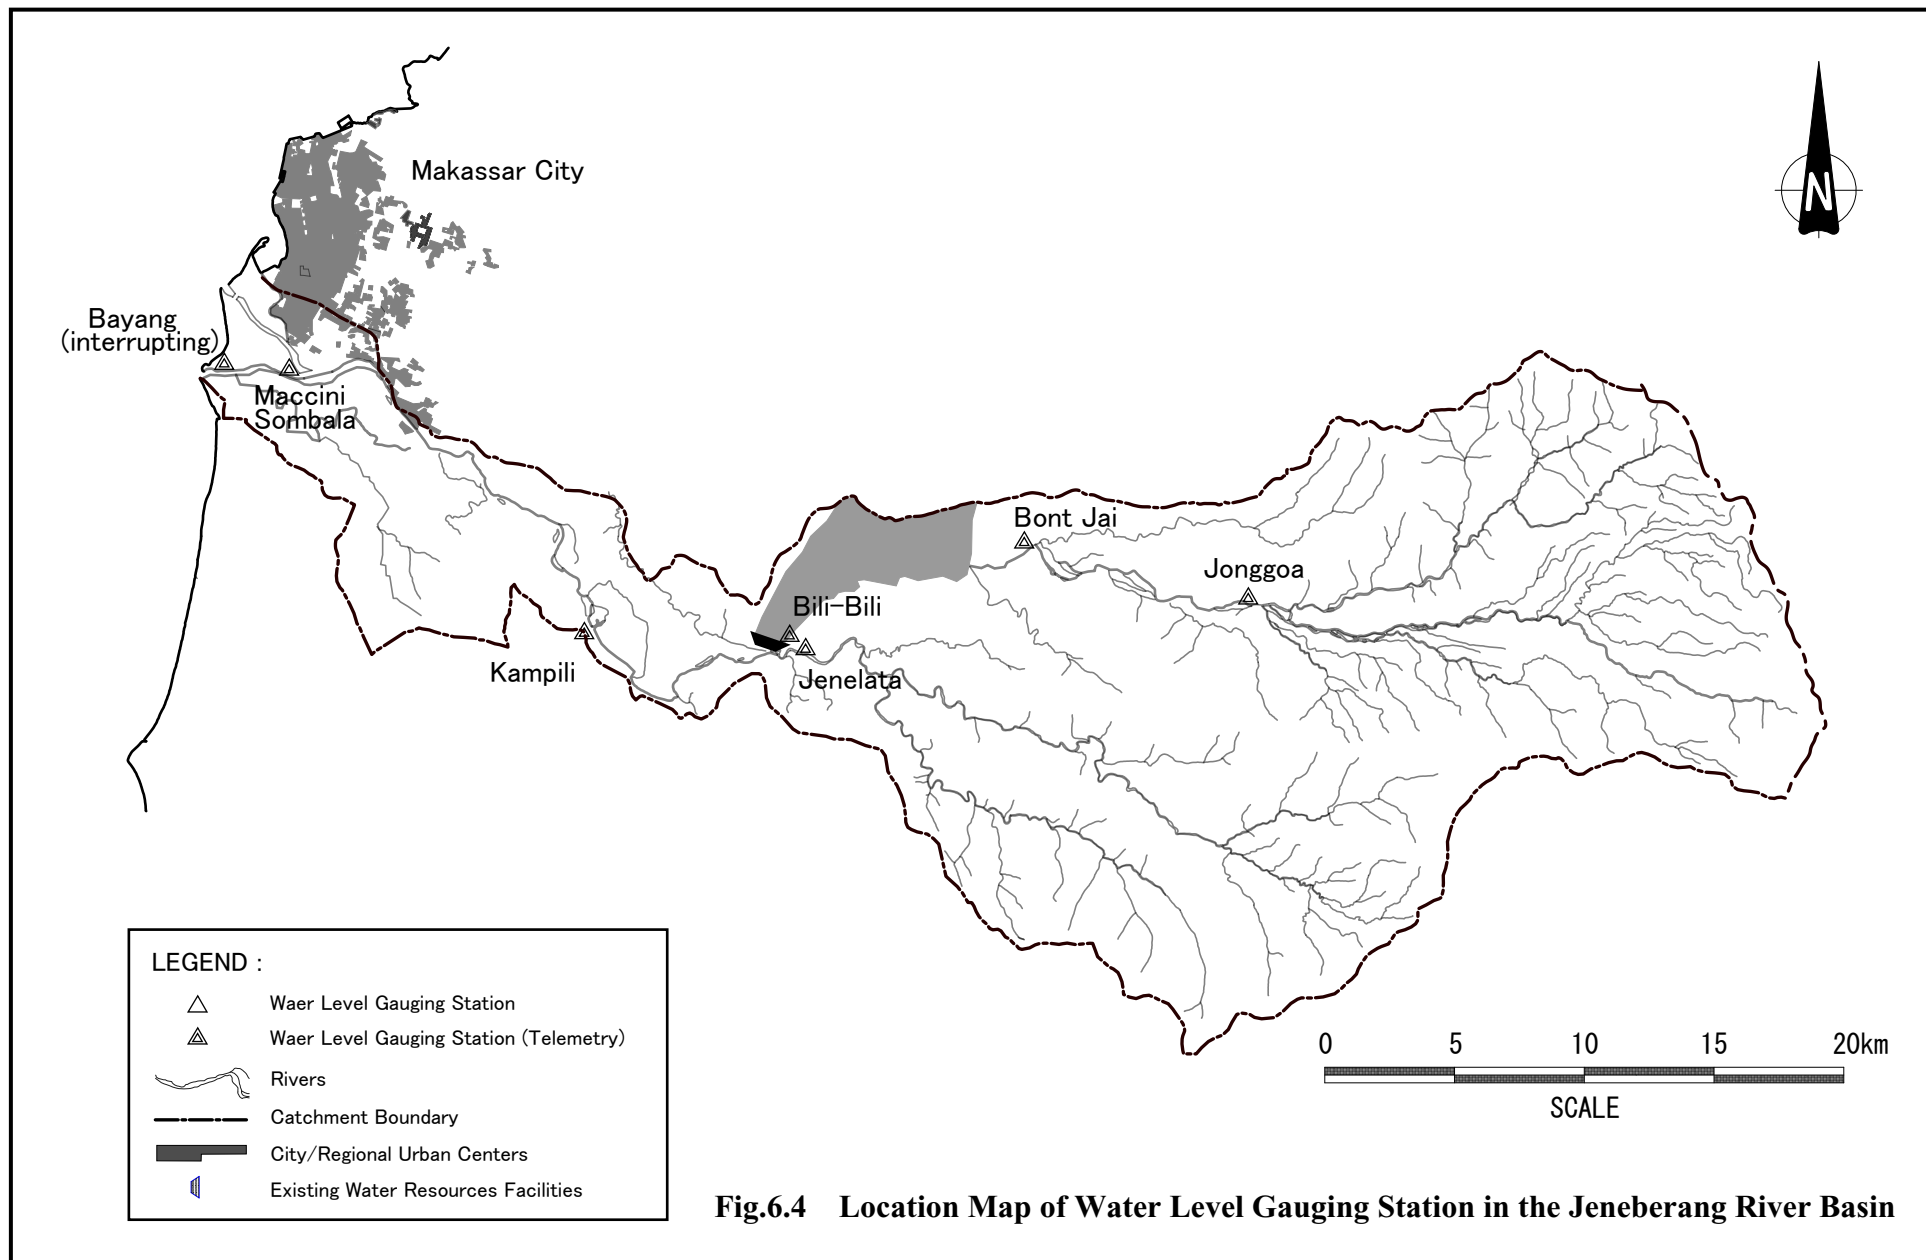 Makassar City
N
Bayang
(interrupting)
Maccini
Sombala
Bont Jai
Jonggoa
Bili-Bili
Kampili
Jenelata
LEGEND :
Waer Level Gauging Station
Waer Level Gauging Station (Telemetry)
Rivers
Catchment Boundary
City/Regional Urban Centers
Existing Water Resources Facilities
0 5 10 15 20km
SCALE
Fig.6.4 Location Map of Water Level Gauging Station in the Jeneberang River Basin